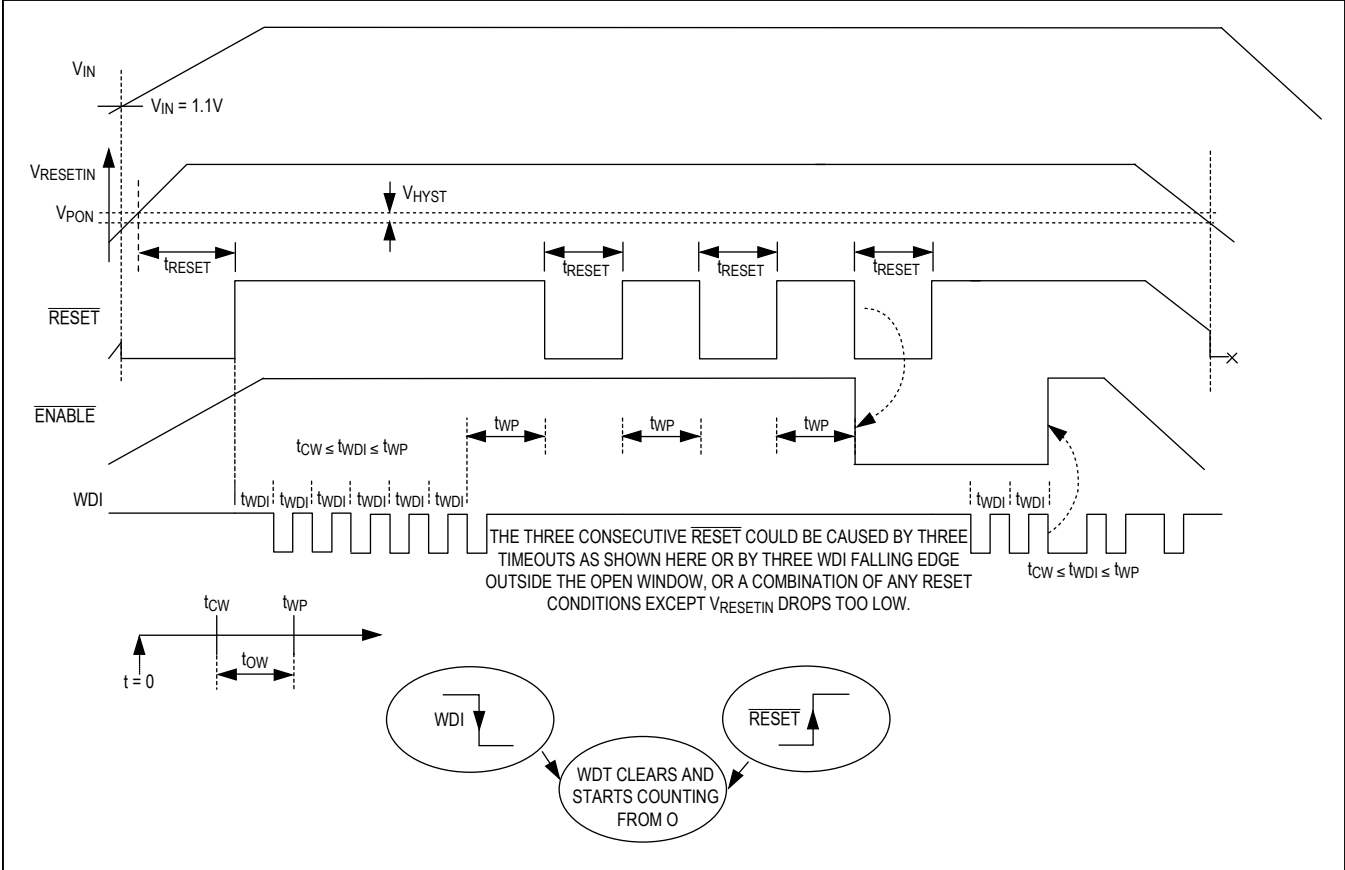 VIN
VIN = 1.1V
VRESETIN
VHYST
VPON
tRESET
tRESET
tRESET
tRESET
RESET
ENABLE
tWP
tWP
tWP
tCW ≤ tWDI ≤ tWP
WDI
tWDI tWDI tWDI tWDI tWDI tWDI
tWDI tWDI
THE THREE CONSECUTIVE RESET COULD BE CAUSED BY THREE
TIMEOUTS AS SHOWN HERE OR BY THREE WDI FALLING EDGE
OUTSIDE THE OPEN WINDOW, OR A COMBINATION OF ANY RESET
CONDITIONS EXCEPT VRESETIN DROPS TOO LOW.
tCW ≤ tWDI ≤ tWP
tCW
tWP
tOW
t = 0
WDI
RESET
WDT CLEARS AND
STARTS COUNTING
FROM O